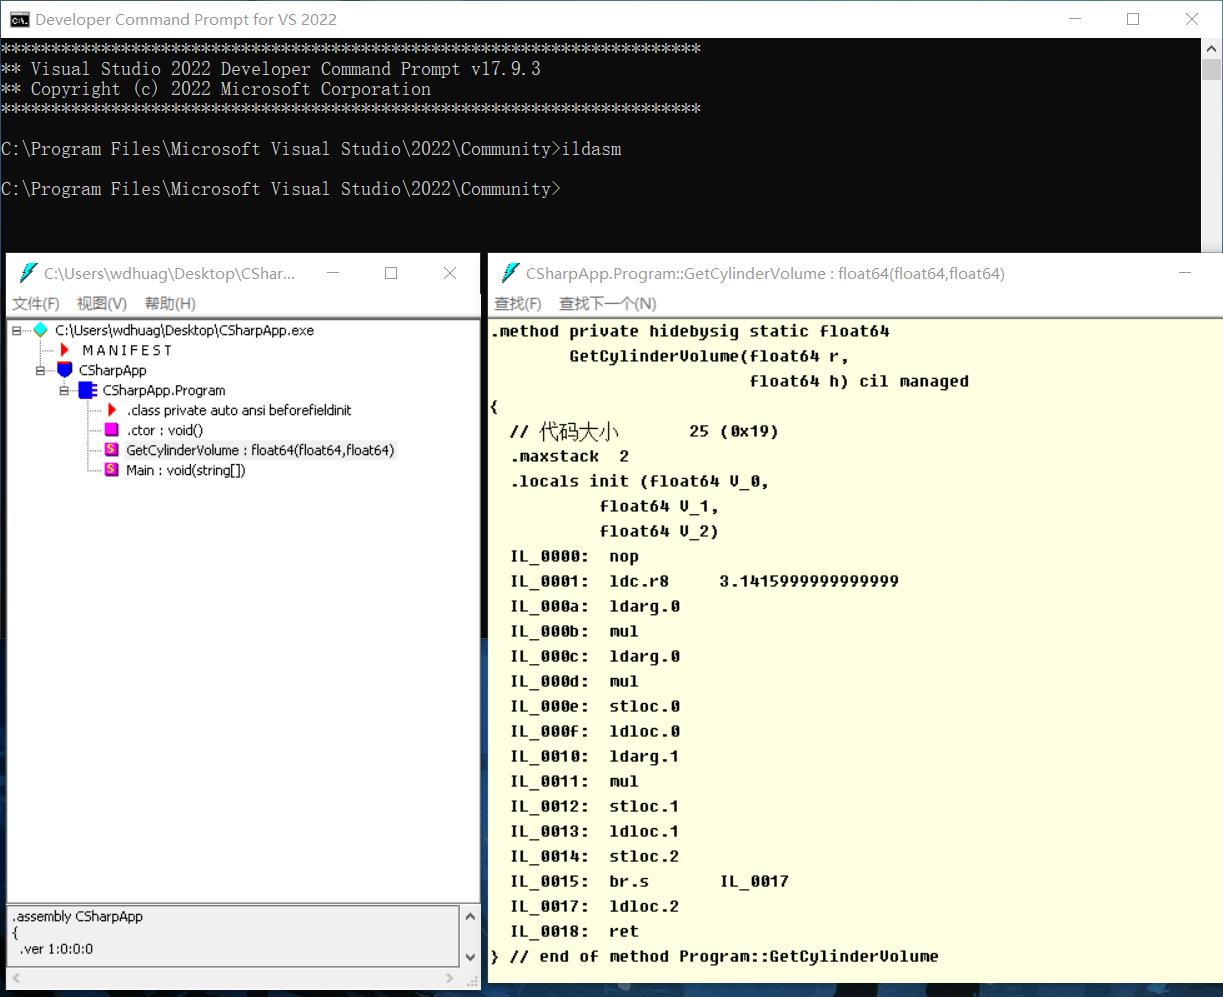 Developer Command Prompt for VS 2022
**********************************************************************
** Visual Studio 2022 Developer Command Prompt v17.9.3
** Copyright (c) 2022 Microsoft Corporation
**********************************************************************
C:\Program Files\Microsoft Visual Studio\2022\Community>ildasm
C:\Program Files\Microsoft Visual Studio\2022\Community>
C:\Users\wdhuag\Desktop\CShar...
文件(F) 视图(V) 帮助(H)
C:\Users\wdhuag\Desktop\CSharpApp.exe
MANIFEST
CSharpApp
CSharpApp.Program
.class private auto ansi beforefieldinit
.ctor : void()
GetCylinderVolume : float64(float64,float64)
Main : void(string[])
.assembly CSharpApp
{
.ver 1:0:0:0
CSharpApp.Program::GetCylinderVolume : float64(float64,float64)
查找(F) 查找下一个(N)
.method private hidebysig static float64
GetCylinderVolume(float64 r,
float64 h) cil managed
{
// 代码大小 25 (0x19)
.maxstack 2
.locals init (float64 V_0,
float64 V_1,
float64 V_2)
IL_0000: nop
IL_0001: ldc.r8 3.1415999999999999
IL_000a: ldarg.0
IL_000b: mul
IL_000c: ldarg.0
IL_000d: mul
IL_000e: stloc.0
IL_000f: ldloc.0
IL_0010: ldarg.1
IL_0011: mul
IL_0012: stloc.1
IL_0013: ldloc.1
IL_0014: stloc.2
IL_0015: br.s IL_0017
IL_0017: ldloc.2
IL_0018: ret
} // end of method Program::GetCylinderVolume